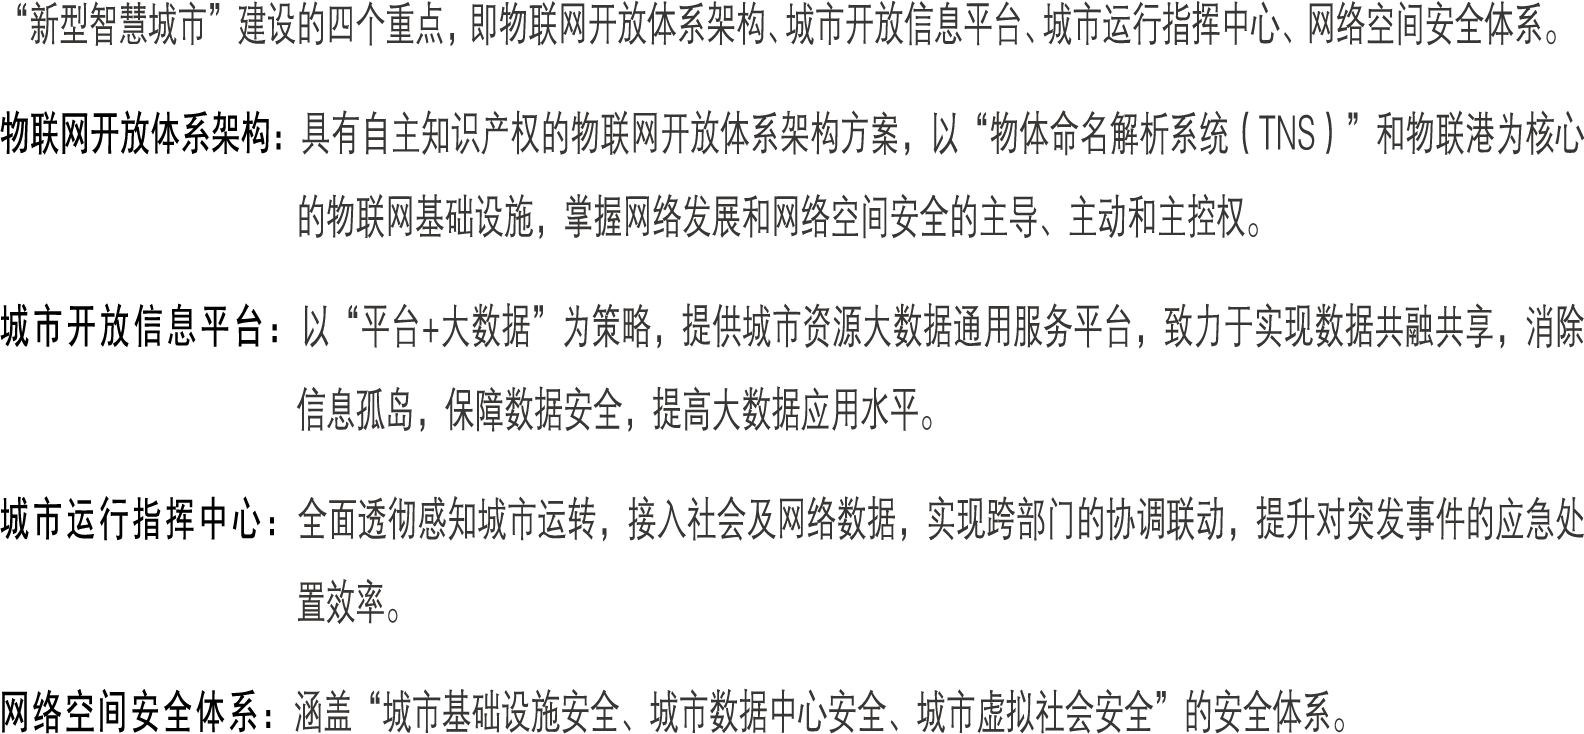 “新型智慧城市”建设的四个重点，即物联网开放体系架构、城市开放信息平台、城市运行指挥中心、网络空间安全体系。
物联网开放体系架构：具有自主知识产权的物联网开放体系架构方案，以“物体命名解析系统（TNS）”和物联港为核心
的物联网基础设施，掌握网络发展和网络空间安全的主导、主动和主控权。
城市开放信息平台：以“平台+大数据”为策略，提供城市资源大数据通用服务平台，致力于实现数据共融共享，消除
信息孤岛，保障数据安全，提高大数据应用水平。
城市运行指挥中心：全面透彻感知城市运转，接入社会及网络数据，实现跨部门的协调联动，提升对突发事件的应急处
置效率。
网络空间安全体系：涵盖“城市基础设施安全、城市数据中心安全、城市虚拟社会安全”的安全体系。